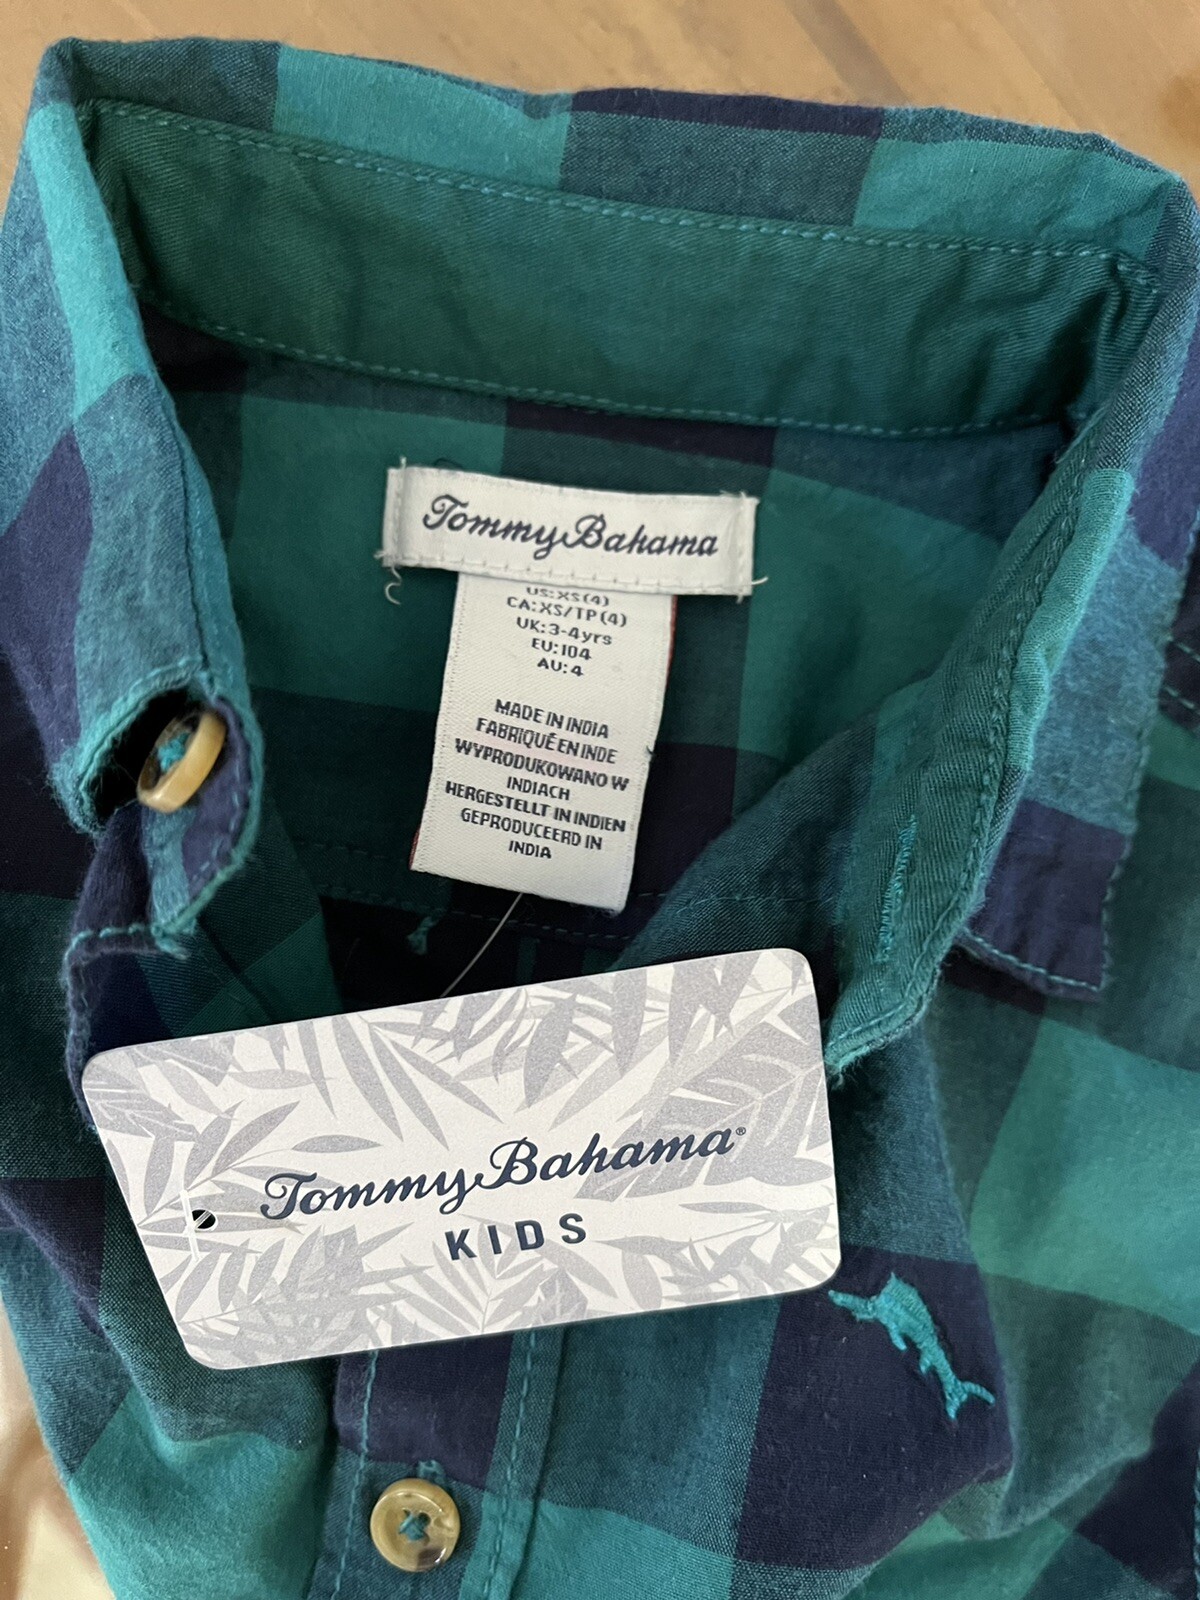 Tommy Bahama
US:XS(4)
CA:XS/TP(4)
UK:3-4yrs
EU:104
AU:4
MADE IN INDIA
FABRIQUÉ EN INDE
WYPRODUKOWANO W
INDIACH
HERGESTELLT IN INDIEN
GEPRODUCEERD IN
INDIA
Tommy Bahama®
KIDS